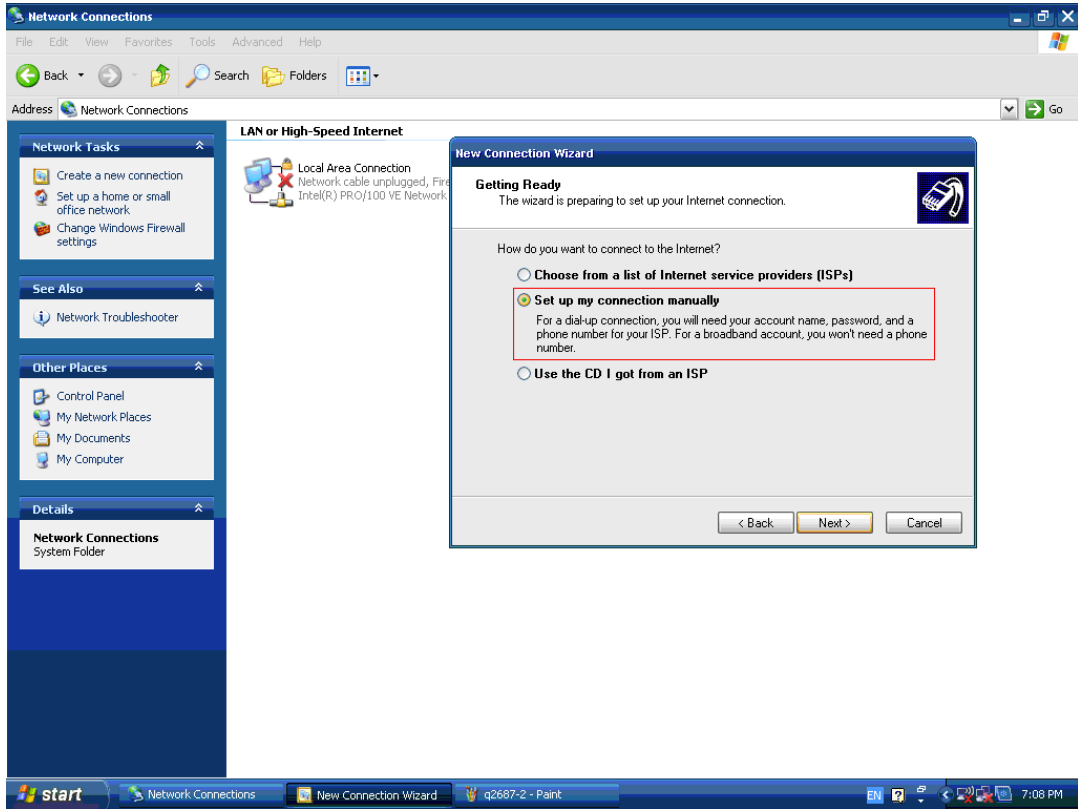 Network Connections
File Edit View Favorites Tools Advanced Help
Back Search Folders
Address Network Connections Go
Network Tasks
Create a new connection
Set up a home or small
office network
Change Windows Firewall
settings
See Also
Network Troubleshooter
Other Places
Control Panel
My Network Places
My Documents
My Computer
Details
Network Connections
System Folder
LAN or High-Speed Internet
Local Area Connection
Network cable unplugged, Fire
Intel(R) PRO/100 VE Network
New Connection Wizard
Getting Ready
The wizard is preparing to set up your Internet connection.
How do you want to connect to the Internet?
Choose from a list of Internet service providers (ISPs)
Set up my connection manually
For a dial-up connection, you will need your account name, password, and a
phone number for your ISP. For a broadband account, you won't need a phone
number.
Use the CD I got from an ISP
< Back Next > Cancel
start Network Connections New Connection Wizard q2687-2 - Paint EN 7:08 PM